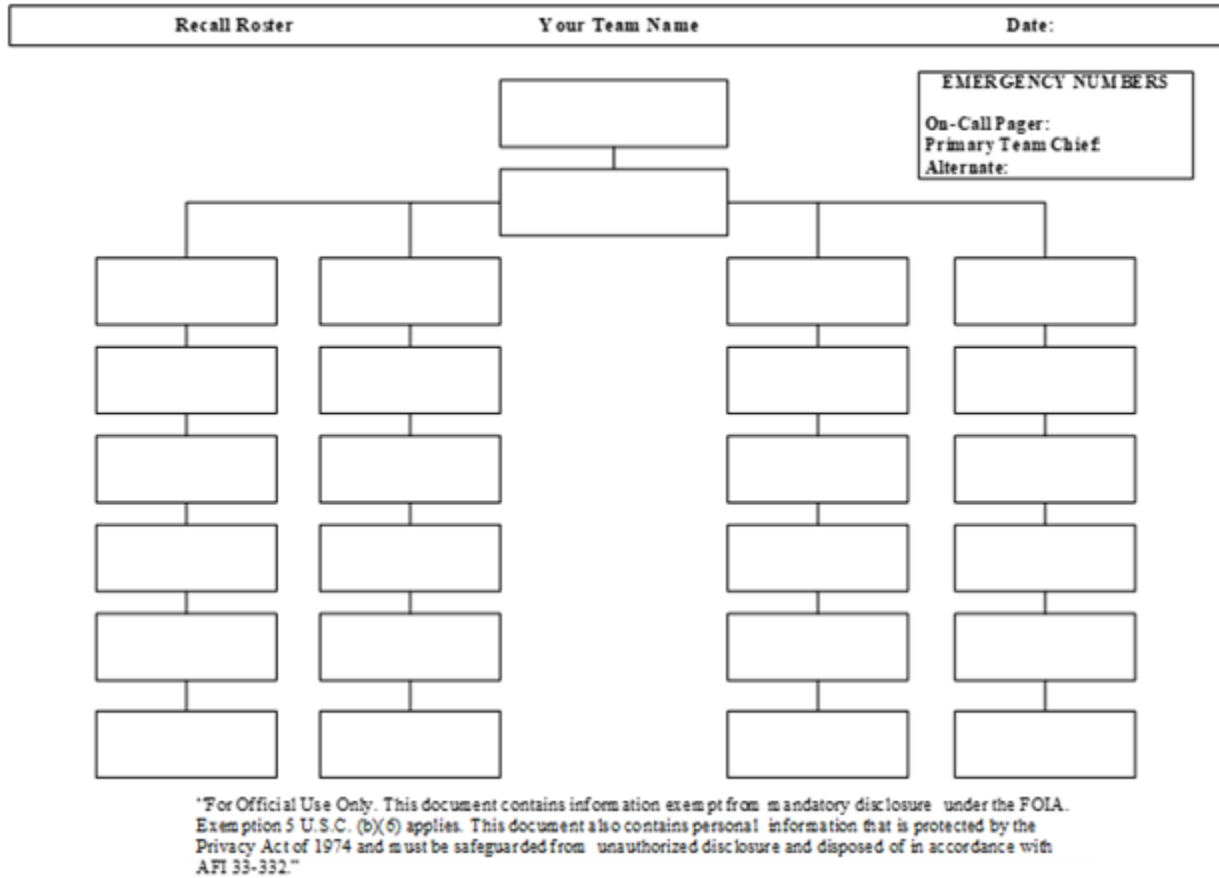 Recall Roster Your Team Name Date:
EMERGENCY NUMBERS
On-Call Pager:
Primary Team Chief:
Alternate:
"For Official Use Only. This document contains information exempt from mandatory disclosure under the FOIA.
Exemption 5 U.S.C. (b)(6) applies. This document also contains personal information that is protected by the
Privacy Act of 1974 and must be safeguarded from unauthorized disclosure and disposed of in accordance with
AFI 33-332."